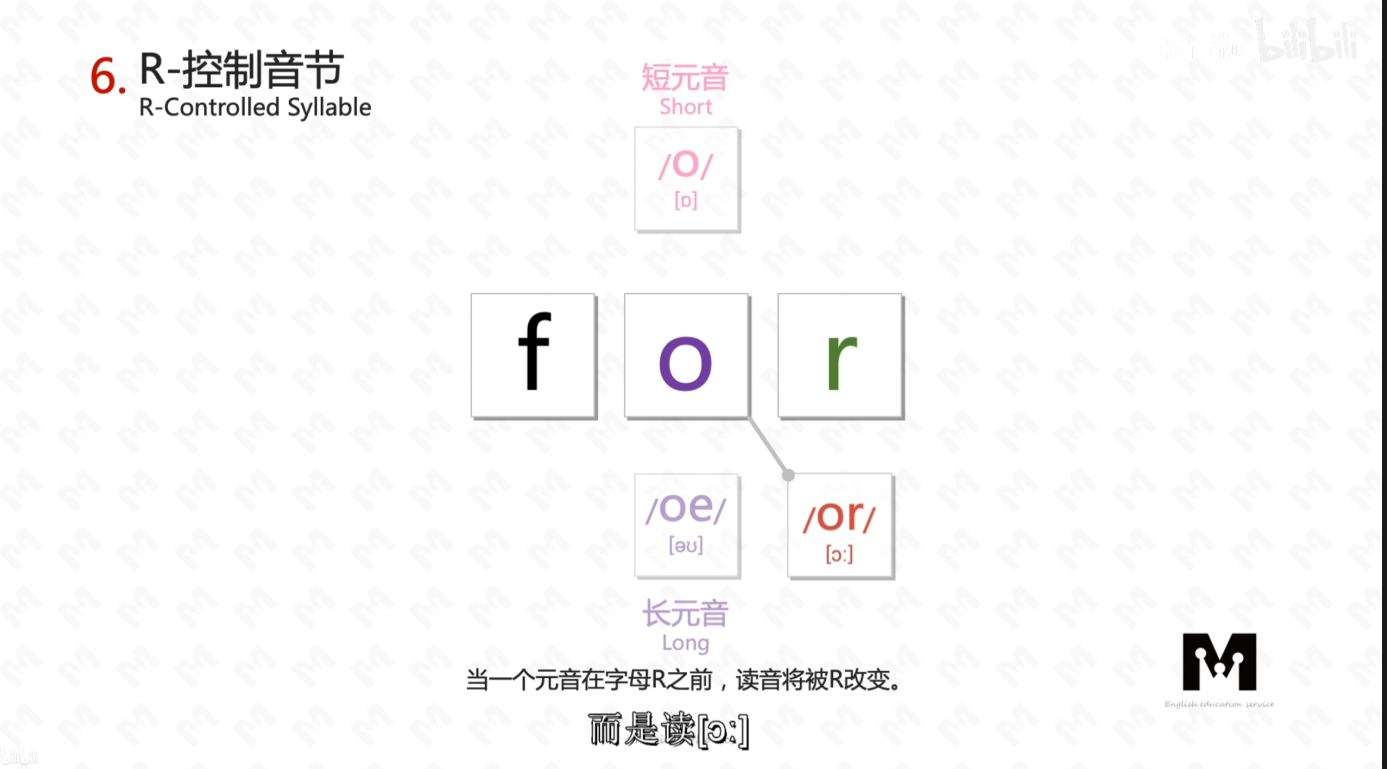 6. R-控制音节
R-Controlled Syllable
bilibili
短元音
Short
/o/
[ɒ]
f o r
/oe/
[əʊ]
/or/
[ɔ:]
长元音
Long
当一个元音在字母R之前，读音将被R改变。
而是读[ɔ:]
M
English education service
bilibili